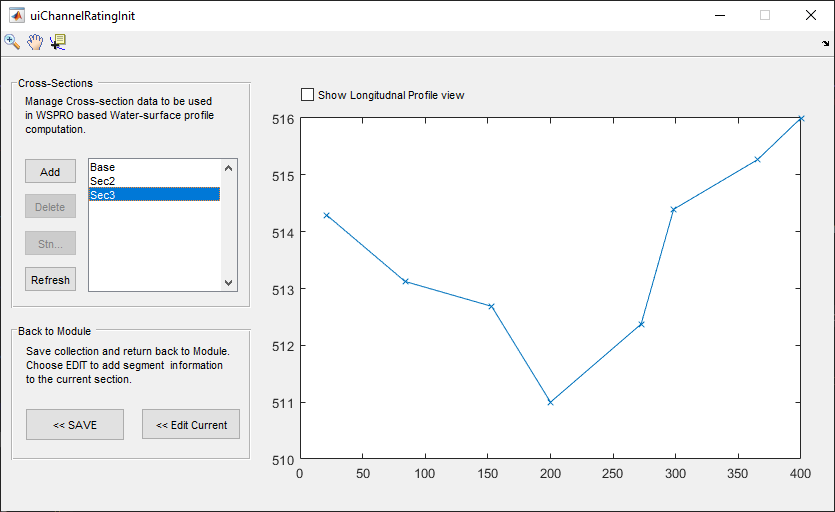 uiChannelRatingInit
Cross-Sections
Manage Cross-section data to be used
in WSPRO based Water-surface profile
computation.
Add
Delete
Stn...
Refresh
Base
Sec2
Sec3
Back to Module
Save collection and return back to Module.
Choose EDIT to add segment information
to the current section.
<< SAVE
<< Edit Current
Show Longitudnal Profile view
516
515
514
513
512
511
510
0
50
100
150
200
250
300
350
400